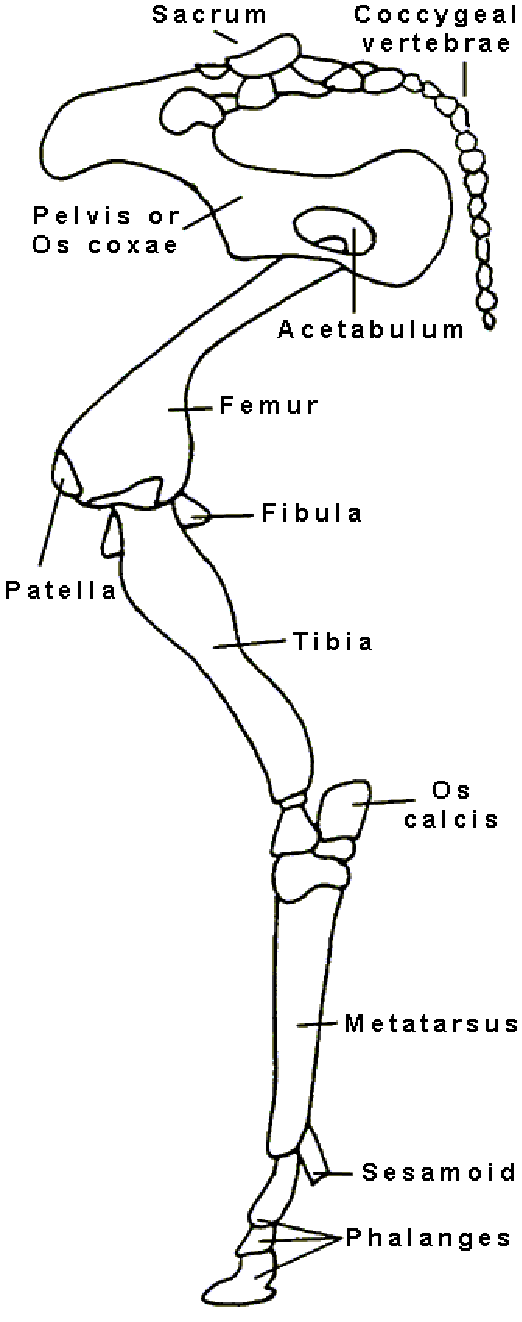 Sacrum
Coccygeal
vertebrae
Pelvis or
Os coxae
Acetabulum
Femur
Fibula
Patella
Tibia
Os
calcis
Metatarsus
Sesamoid
Phalanges